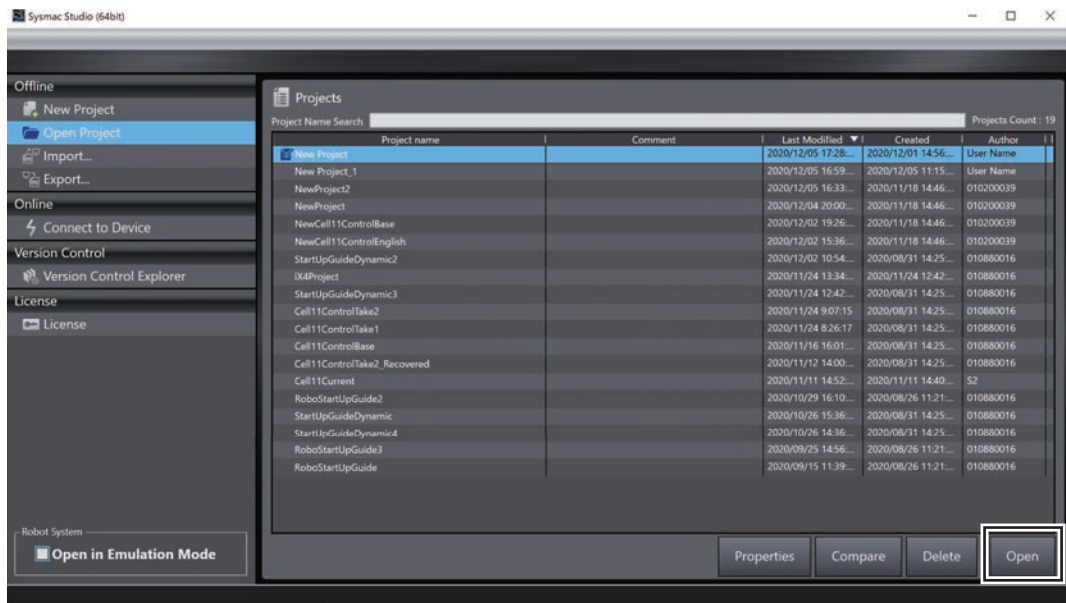 Sysmac Studio (64bit)
Offline
New Project
Open Project
Import...
Export...
Online
Connect to Device
Version Control
Version Control Explorer
License
License
Robot System
Open in Emulation Mode
Projects
Project Name Search Projects Count : 19
Project name Comment Last Modified ▼ Created Author
New Project 2020/12/05 17:28:... 2020/12/01 14:56:... User Name
New Project_1 2020/12/05 16:59:... 2020/12/05 11:15:... User Name
NewProject2 2020/12/05 16:33:... 2020/11/18 14:46:... 010200039
NewProject 2020/12/04 20:00:... 2020/11/18 14:46:... 010200039
NewCell11ControlBase 2020/12/02 19:26:... 2020/11/18 14:46:... 010200039
NewCell11ControlEnglish 2020/12/02 15:36:... 2020/11/18 14:46:... 010200039
StartUpGuideDynamic2 2020/12/02 10:54:... 2020/08/31 14:25:... 010880016
iX4Project 2020/11/24 13:34:... 2020/11/24 12:42:... 010880016
StartUpGuideDynamic3 2020/11/24 12:42:... 2020/08/31 14:25:... 010880016
Cell11ControlTake2 2020/11/24 9:07:15 2020/08/31 14:25:... 010880016
Cell11ControlTake1 2020/11/24 8:26:17 2020/08/31 14:25:... 010880016
Cell11ControlBase 2020/11/16 16:01:... 2020/08/31 14:25:... 010880016
Cell11ControlTake2_Recovered 2020/11/12 14:00:... 2020/08/31 14:25:... 010880016
Cell11Current 2020/11/11 14:52:... 2020/11/11 14:40:... S2
RoboStartUpGuide2 2020/10/29 16:10:... 2020/08/26 11:21:... 010880016
StartUpGuideDynamic 2020/10/26 15:36:... 2020/08/31 14:25:... 010880016
StartUpGuideDynamic4 2020/10/26 14:36:... 2020/08/31 14:25:... 010880016
RoboStartUpGuide3 2020/09/25 14:56:... 2020/08/26 11:21:... 010880016
RoboStartUpGuide 2020/09/15 11:39:... 2020/08/26 11:21:... 010880016
Properties Compare Delete Open